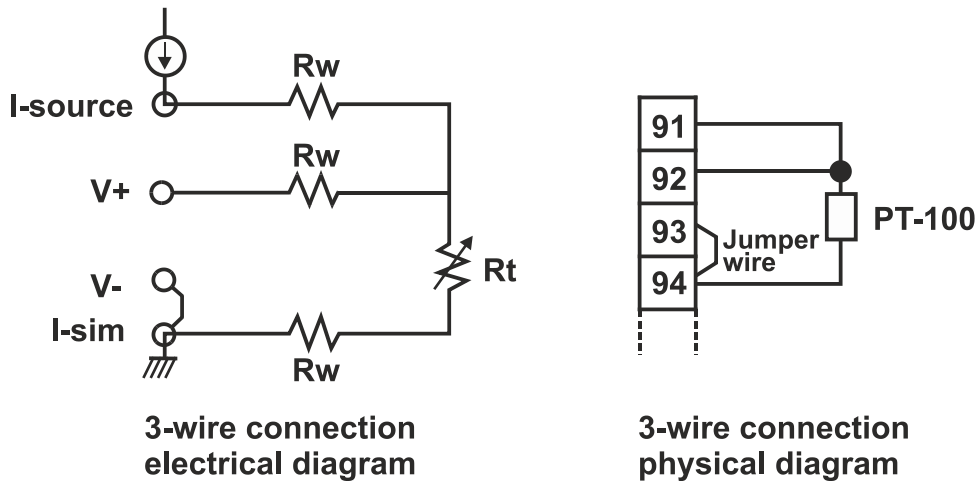 Rw
I-source
Rw
V+
Rt
V-
I-sim
Rw
3-wire connection
electrical diagram
91
92
93
94
Jumper
wire
PT-100
3-wire connection
physical diagram